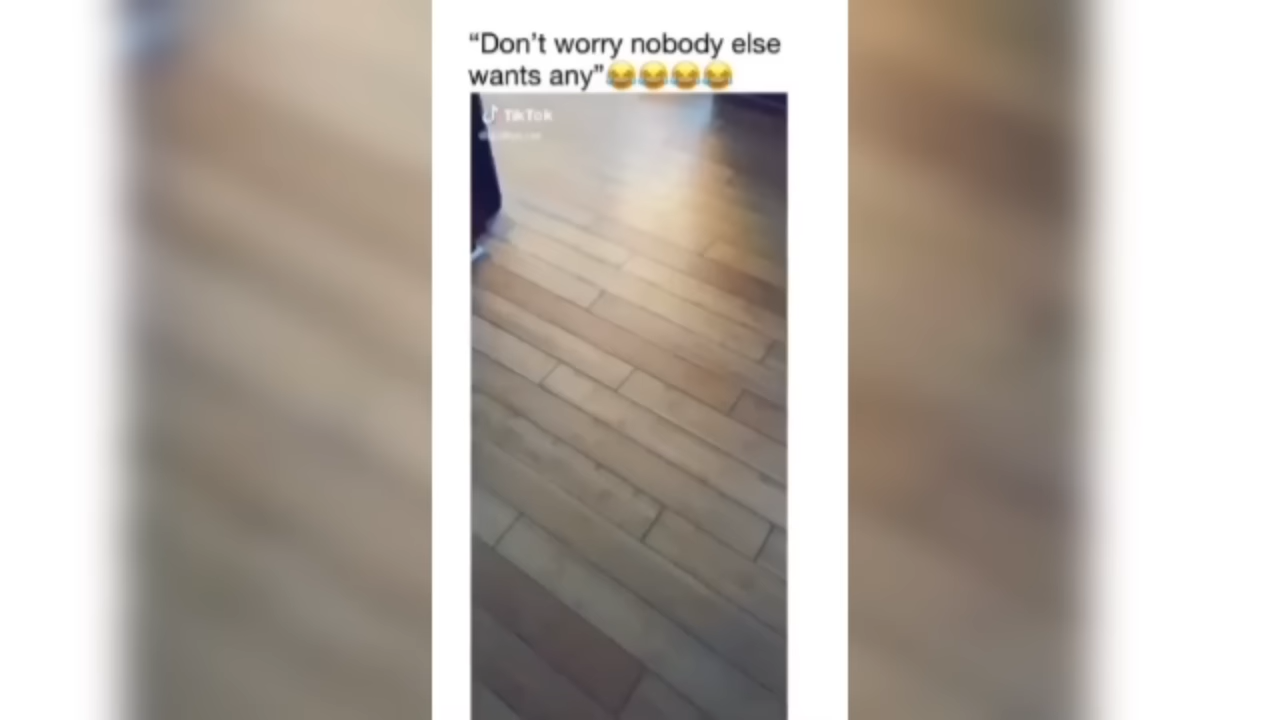 “Don’t worry nobody else
wants any”😂😂😂😂
TikTok